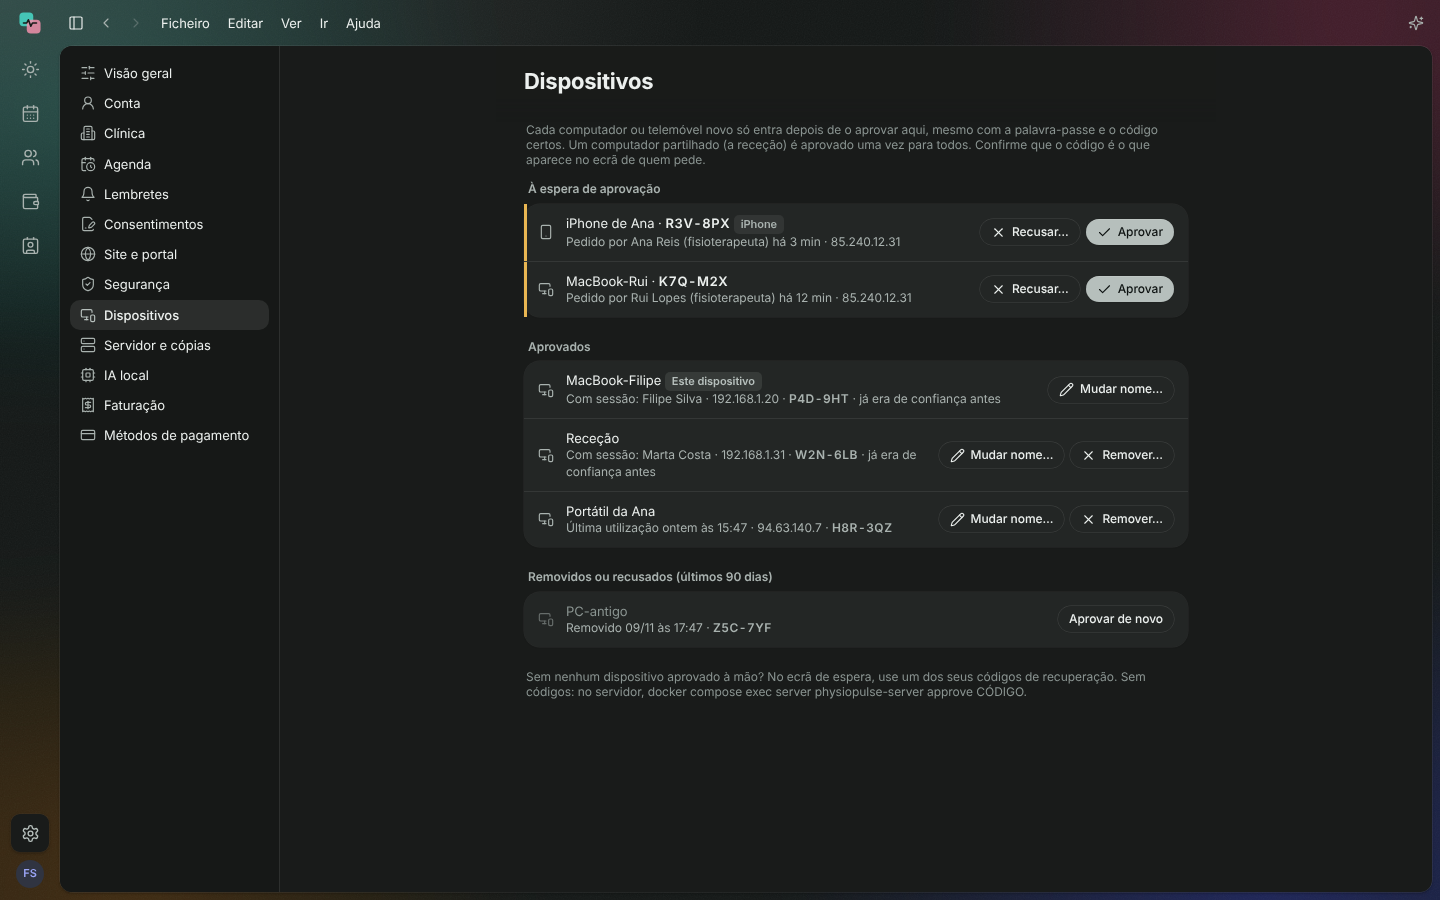 Ficheiro Editar Ver Ir Ajuda
Visão geral
Conta
Clínica
Agenda
Lembretes
Consentimentos
Site e portal
Segurança
Dispositivos
Servidor e cópias
IA local
Faturação
Métodos de pagamento
FS
Dispositivos
Cada computador ou telemóvel novo só entra depois de o aprovar aqui, mesmo com a palavra-passe e o código
certos. Um computador partilhado (a receção) é aprovado uma vez para todos. Confirme que o código é o que
aparece no ecrã de quem pede.
À espera de aprovação
iPhone de Ana · R3V-8PX iPhone
Pedido por Ana Reis (fisioterapeuta) há 3 min · 85.240.12.31
Recusar... Aprovar
MacBook-Rui · K7Q-M2X
Pedido por Rui Lopes (fisioterapeuta) há 12 min · 85.240.12.31
Recusar... Aprovar
Aprovados
MacBook-Filipe Este dispositivo
Com sessão: Filipe Silva · 192.168.1.20 · P4D-9HT · já era de confiança antes
Mudar nome...
Receção
Com sessão: Marta Costa · 192.168.1.31 · W2N-6LB · já era de
confiança antes
Mudar nome... Remover...
Portátil da Ana
Última utilização ontem às 15:47 · 94.63.140.7 · H8R-3QZ
Mudar nome... Remover...
Removidos ou recusados (últimos 90 dias)
PC-antigo
Removido 09/11 às 17:47 · Z5C-7YF
Aprovar de novo
Sem nenhum dispositivo aprovado à mão? No ecrã de espera, use um dos seus códigos de recuperação. Sem
códigos: no servidor, docker compose exec server physiopulse-server approve CÓDIGO.